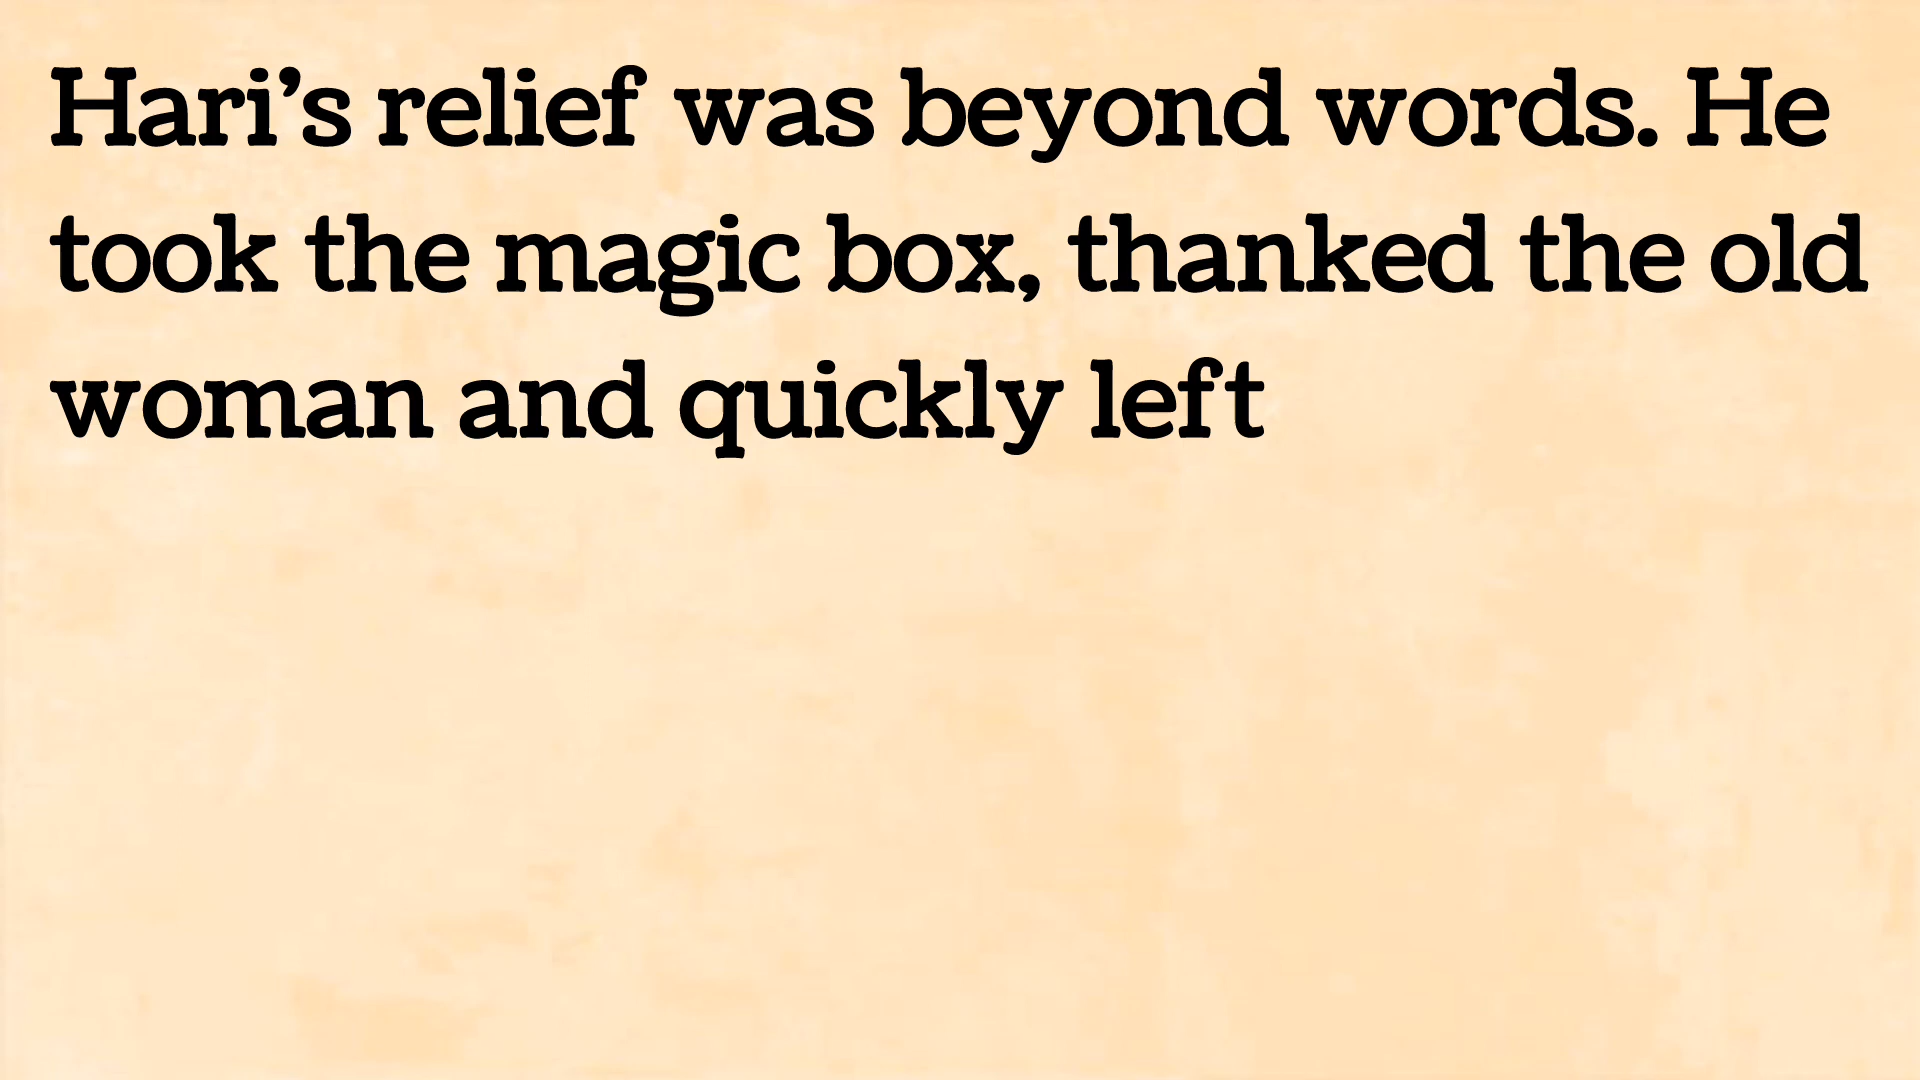 Hari’s relief was beyond words. He
took the magic box, thanked the old
woman and quickly left